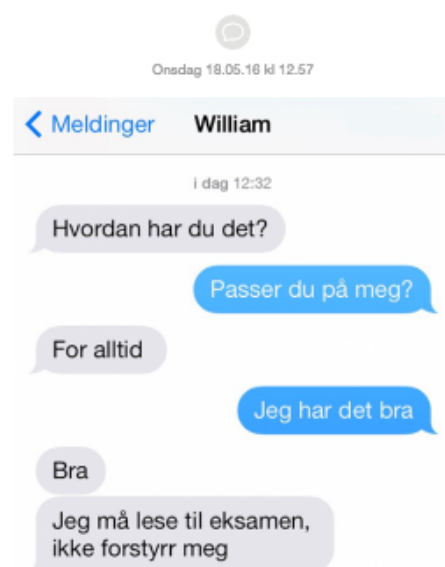 Onsdag 18.05.16 kl 12.57
Meldinger William
i dag 12:32
Hvordan har du det?
Passer du på meg?
For alltid
Jeg har det bra
Bra
Jeg må lese til eksamen,
ikke forstyrr meg